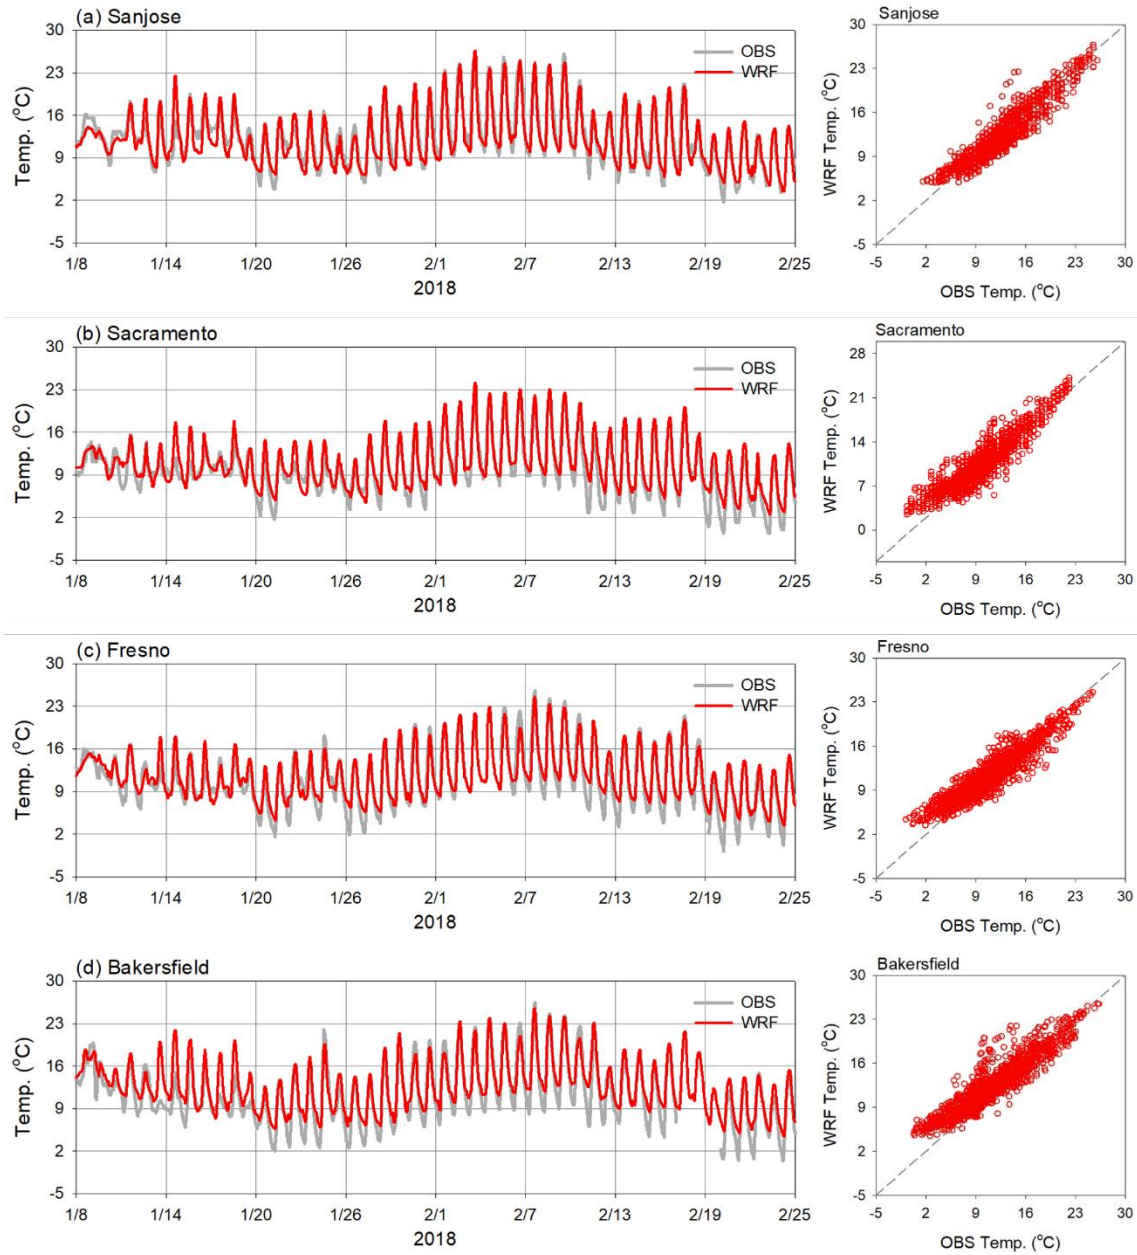 (a) Sanjose
Temp. (°C)
30
23
16
9
2
-5
OBS
WRF
1/8 1/14 1/20 1/26 2/1 2/7 2/13 2/19 2/25
2018
Sanjose
WRF Temp. (°C)
30
23
16
9
2
-5
-5 2 9 16 23 30
OBS Temp. (°C)
(b) Sacramento
Temp. (°C)
30
23
16
9
2
-5
OBS
WRF
1/8 1/14 1/20 1/26 2/1 2/7 2/13 2/19 2/25
2018
Sacramento
WRF Temp. (°C)
28
21
14
7
0
-5 2 9 16 23 30
OBS Temp. (°C)
(c) Fresno
Temp. (°C)
30
23
16
9
2
-5
OBS
WRF
1/8 1/14 1/20 1/26 2/1 2/7 2/13 2/19 2/25
2018
Fresno
WRF Temp. (°C)
30
23
16
9
2
-5
-5 2 9 16 23 30
OBS Temp. (°C)
(d) Bakersfield
Temp. (°C)
30
23
16
9
2
-5
OBS
WRF
1/8 1/14 1/20 1/26 2/1 2/7 2/13 2/19 2/25
2018
Bakersfield
WRF Temp. (°C)
30
23
16
9
2
-5
-5 2 9 16 23 30
OBS Temp. (°C)